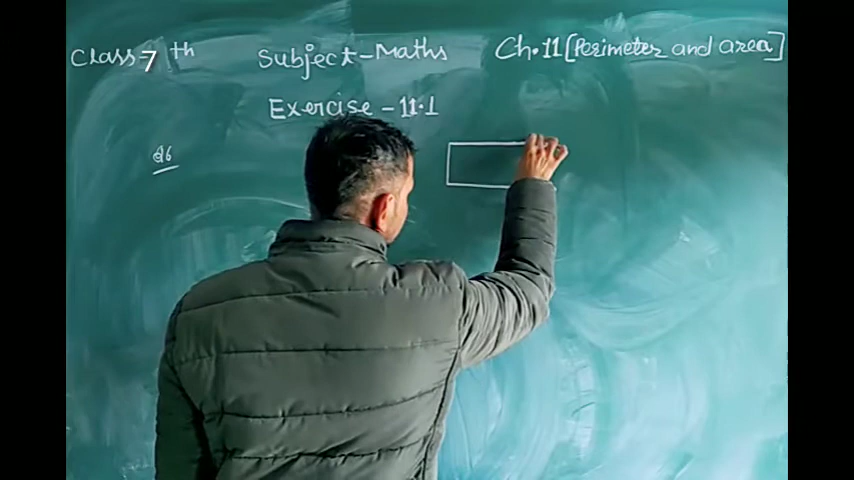 Class 7th Subject-Maths Ch.11 [Perimeter and area]
Exercise - 11.1
Q6